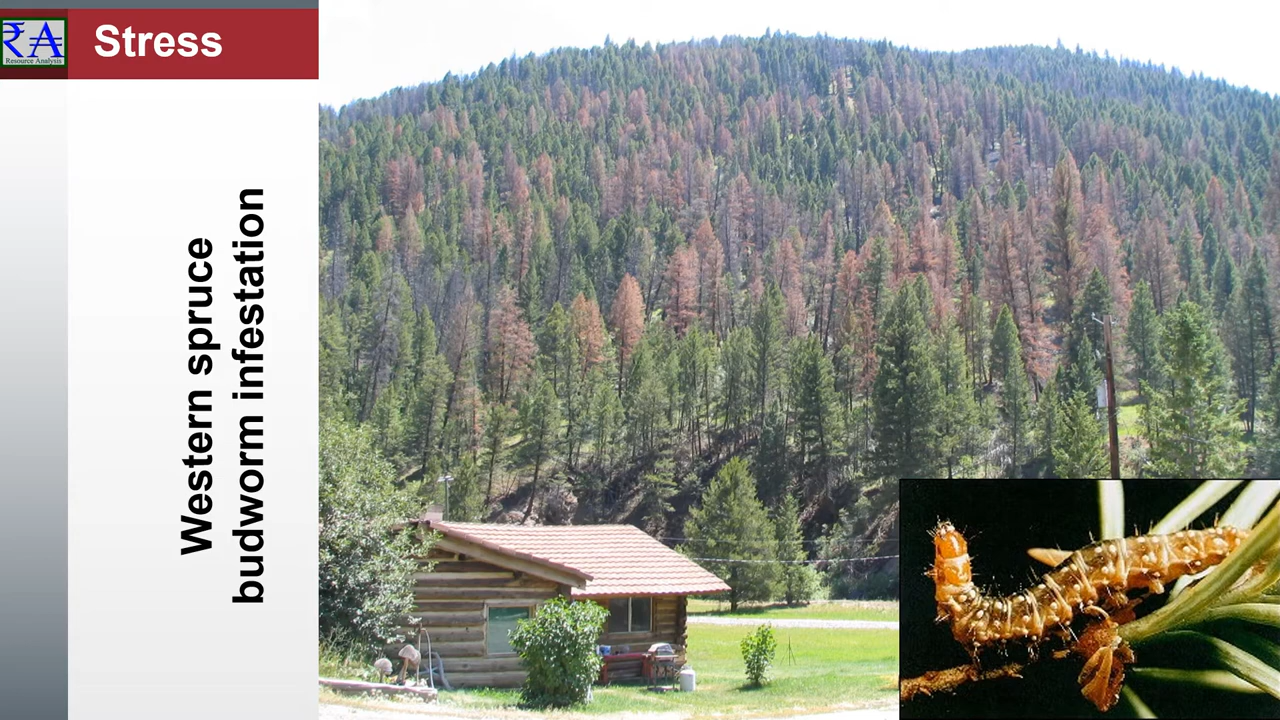 RA
Resource Analysis
Stress
Western spruce
budworm infestation